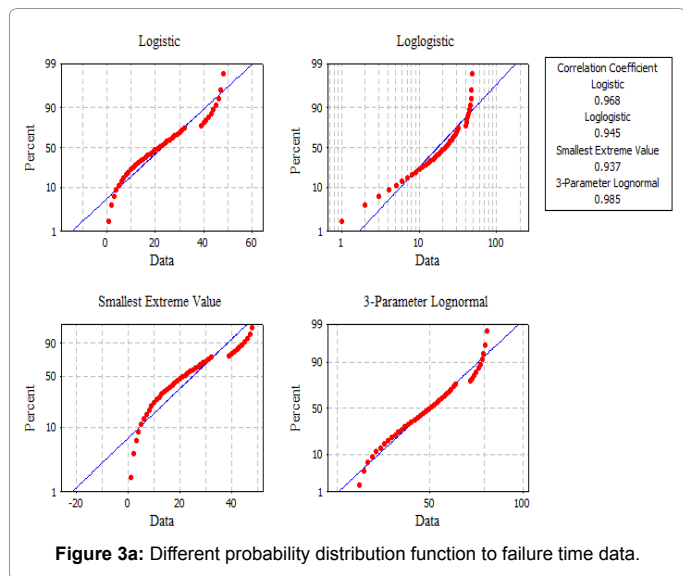 Logistic
99
90
50
10
1
Percent
0
20
40
60
Data
Loglogistic
99
90
50
10
1
Percent
1
10
100
Data
Correlation Coefficient
Logistic
0.968
Loglogistic
0.945
Smallest Extreme Value
0.937
3-Parameter Lognormal
0.985
Smallest Extreme Value
90
50
10
1
Percent
-20
0
20
40
Data
3-Parameter Lognormal
99
90
50
10
1
Percent
50
100
Data
Figure 3a: Different probability distribution function to failure time data.